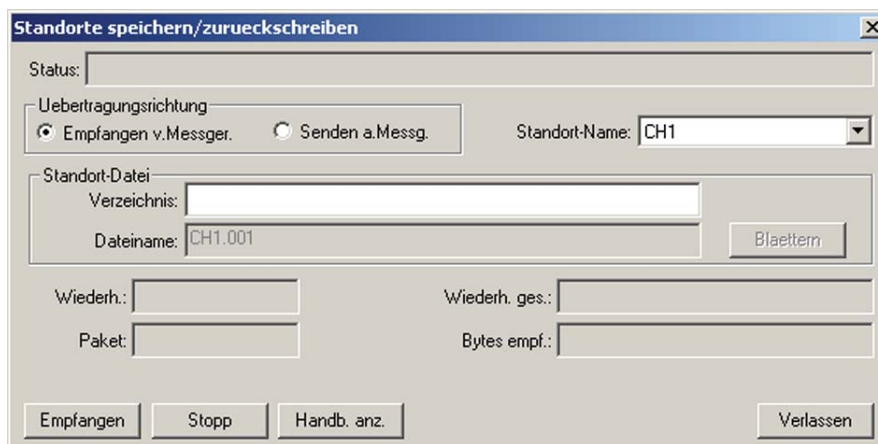 Standorte speichern/zurueckschreiben
Status:
Uebertragungsrichtung
Empfangen v.Messger. Senden a.Messg. Standort-Name: CH1
Standort-Datei
Verzeichnis:
Dateiname: CH1.001 Blaettern
Wiederh.: Wiederh. ges.:
Paket: Bytes empf.:
Empfangen Stopp Handb. anz. Verlassen